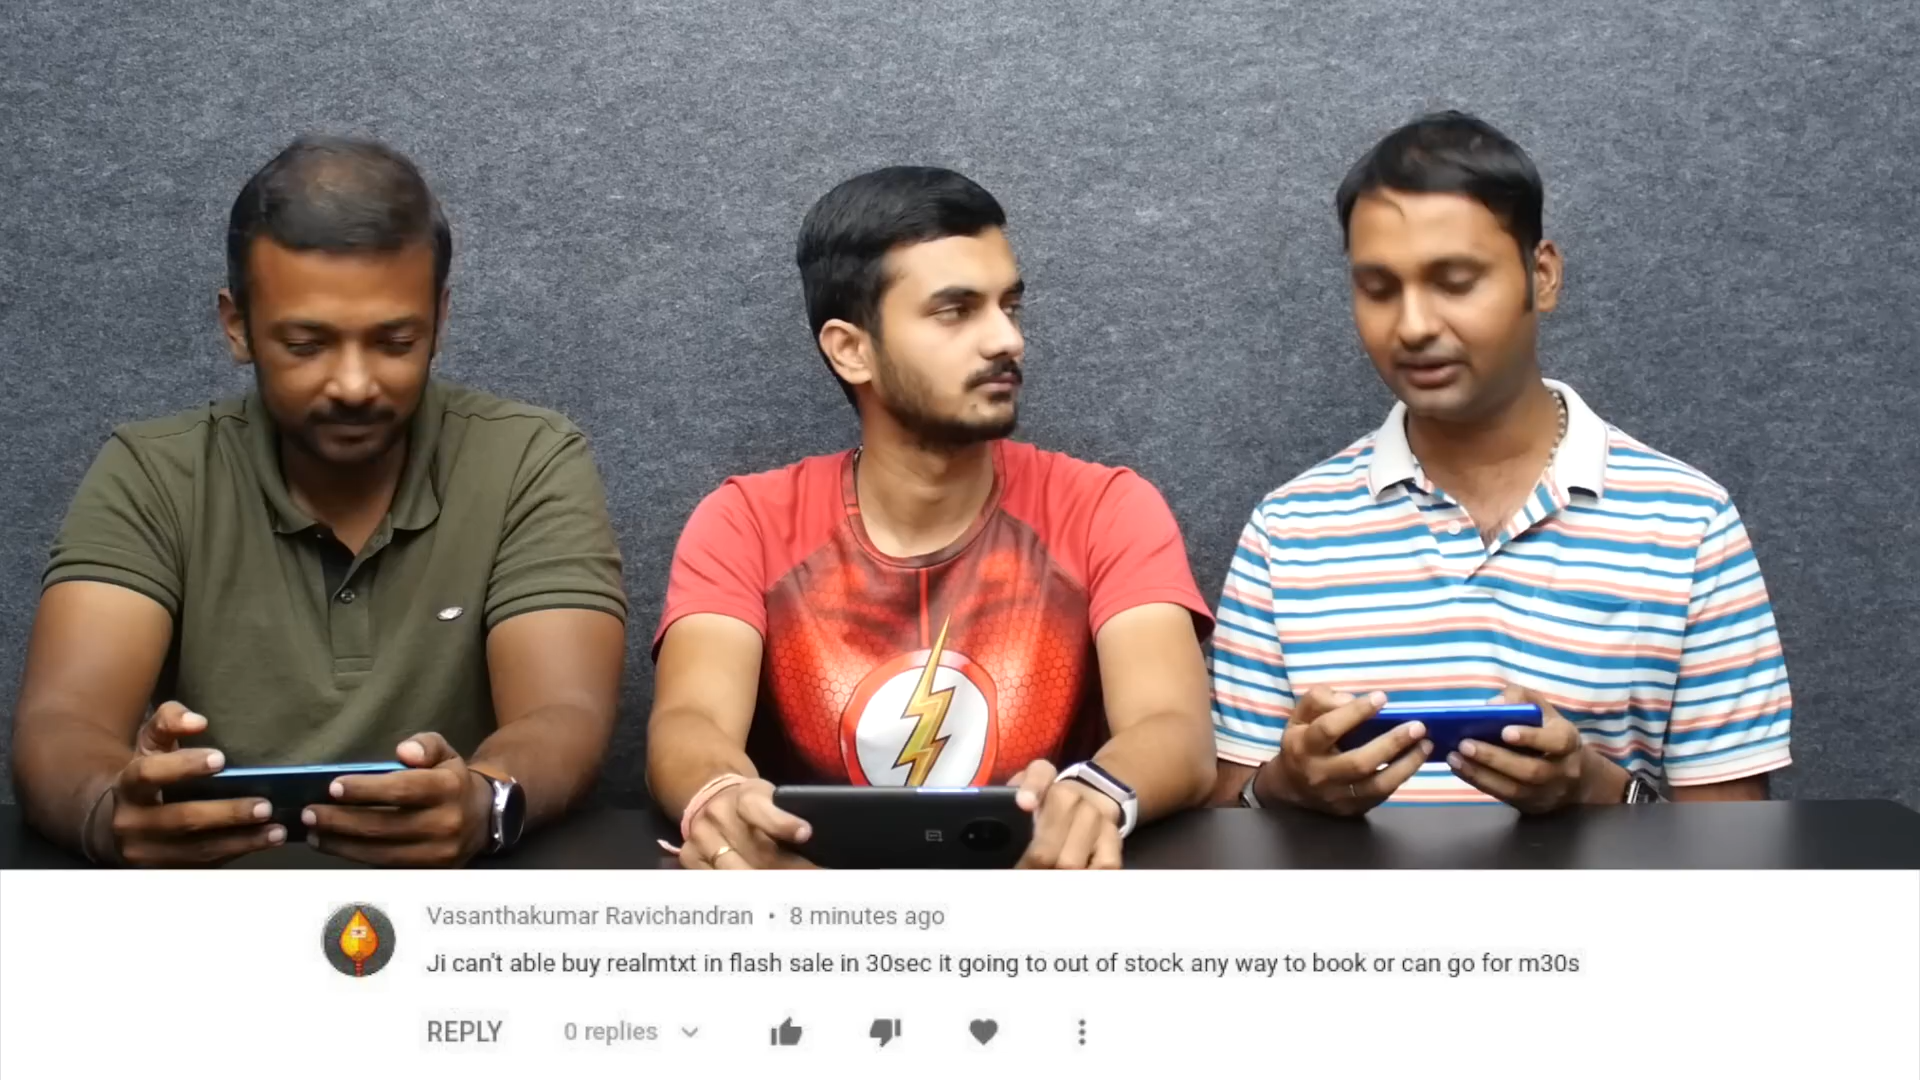 Vasanthakumar Ravichandran • 8 minutes ago
Ji can't able buy realmtxt in flash sale in 30sec it going to out of stock any way to book or can go for m30s
REPLY 0 replies